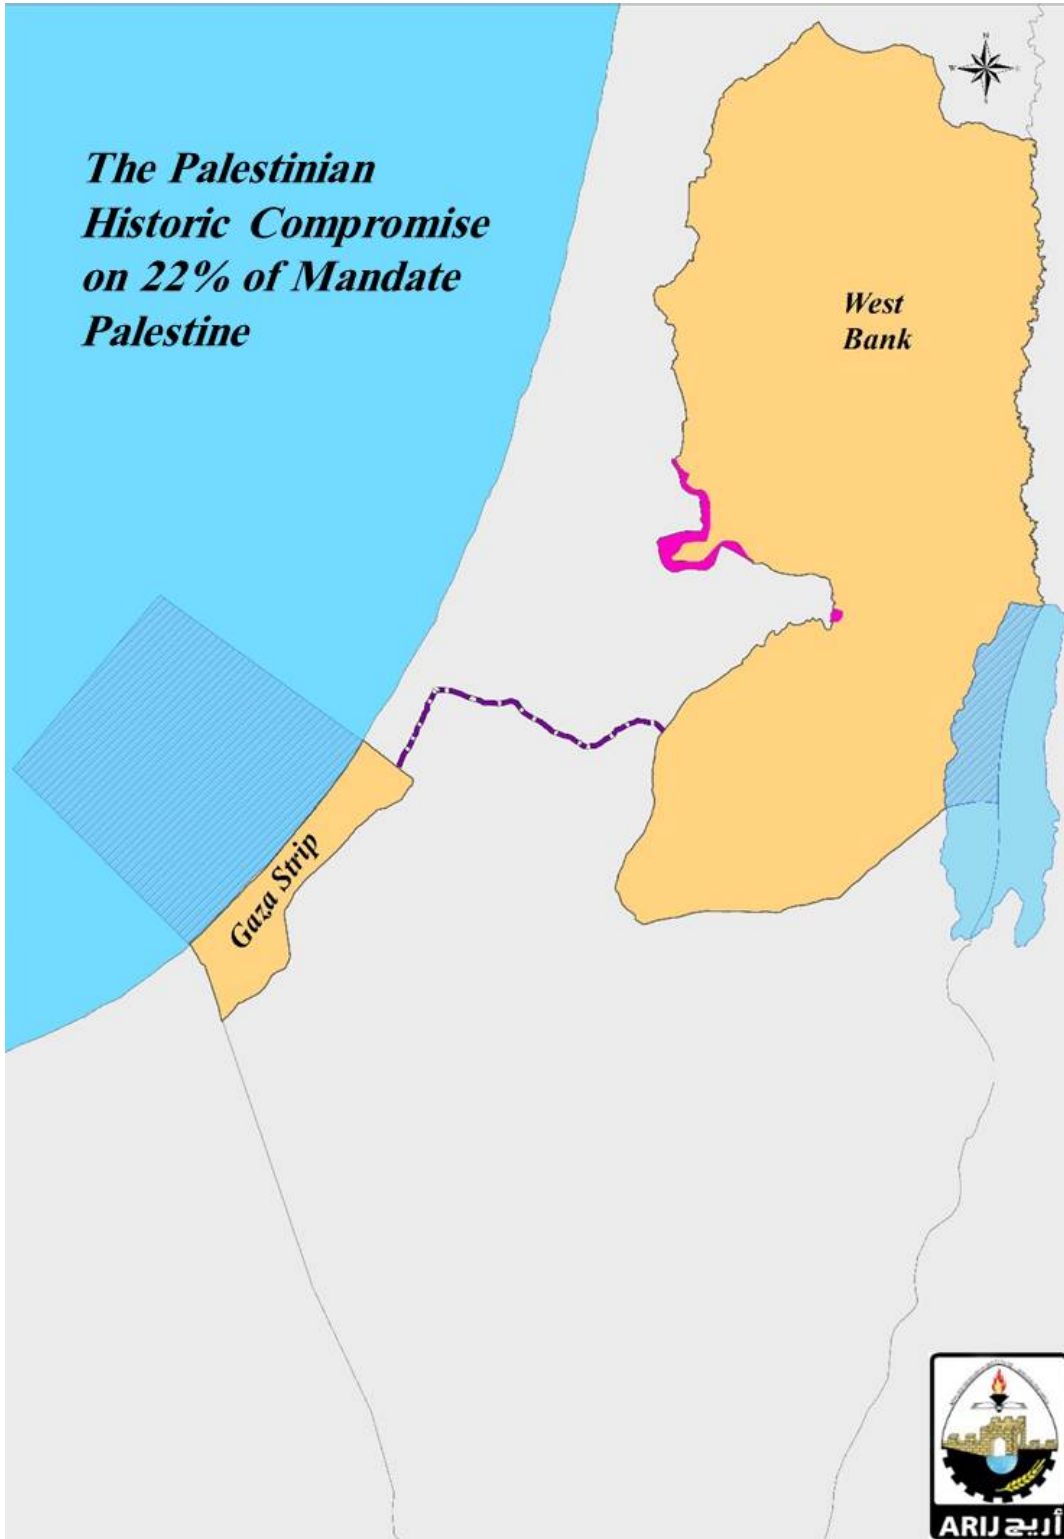 The Palestinian
Historic Compromise
on 22% of Mandate
Palestine
N
W
E
S
West
Bank
Gaza Strip
ARIJ أريج